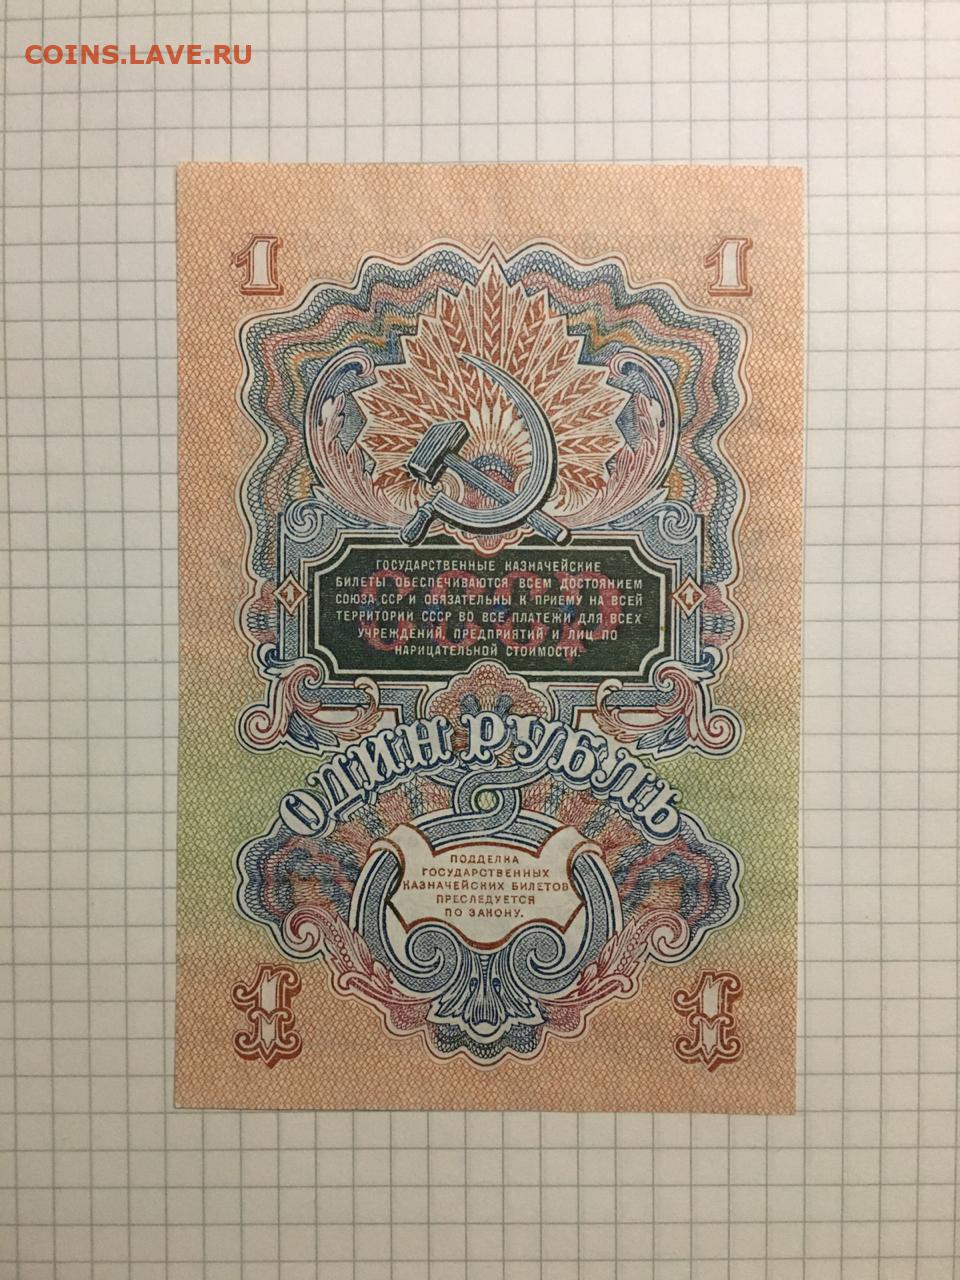 COINS.LAVE.RU
1 1
ГОСУДАРСТВЕННЫЕ КАЗНАЧЕЙСКИЕ
БИЛЕТЫ ОБЕСПЕЧИВАЮТСЯ ВСЕМ ДОСТОЯНИЕМ
СОЮЗА ССР И ОБЯЗАТЕЛЬНЫ К ПРИЕМУ НА ВСЕЙ
ТЕРРИТОРИИ СССР ВО ВСЕ ПЛАТЕЖИ ДЛЯ ВСЕХ
УЧРЕЖДЕНИЙ, ПРЕДПРИЯТИЙ И ЛИЦ ПО
НАРИЦАТЕЛЬНОЙ СТОИМОСТИ.
1 1
ОДИН РУБЛЬ
ПОДДЕЛКА
ГОСУДАРСТВЕННЫХ
КАЗНАЧЕЙСКИХ БИЛЕТОВ
ПРЕСЛЕДУЕТСЯ
ПО ЗАКОНУ.
1 1